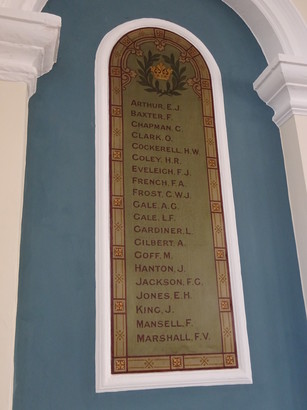 ARTHUR, E.J
BAXTER, F.
CHAPMAN, C.
CLARK, O.
COCKERELL, H.W
COLEY, H.R.
EVELEIGH, F.J.
FRENCH, F.A.
FROST, C.W.J.
GALE, A.G.
GALE, L.F.
GARDINER, L.
GILBERT, A.
GOFF, M.
HANTON, J.
JACKSON, F.G.
JONES, E.H.
KING, J.
MANSELL, F.
MARSHALL, F.V.